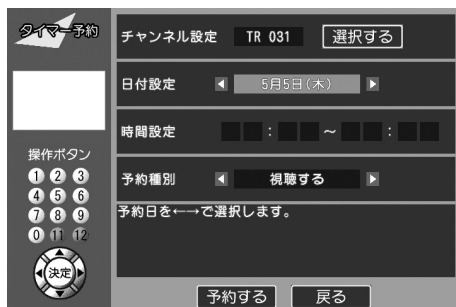 タイマー予約
チャンネル設定 TR 031 選択する
日付設定 5月5日(木)
時間設定 : ～ :
予約種別 視聴する
予約日を←→で選択します。
操作ボタン
1 2 3
4 5 6
7 8 9
0 11 12
決定
予約する 戻る